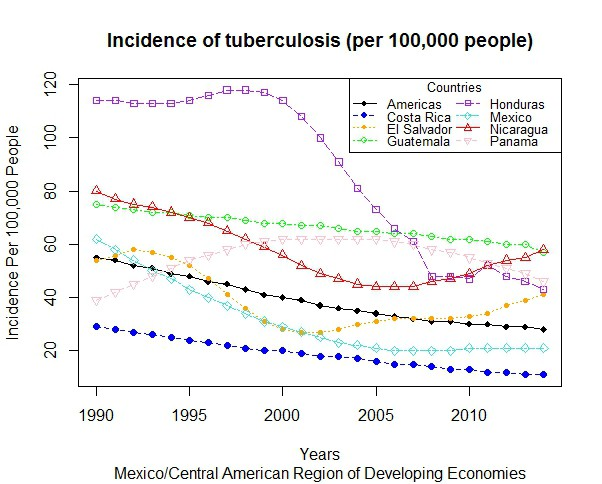 Incidence of tuberculosis (per 100,000 people)
Countries
Americas
Costa Rica
El Salvador
Guatemala
Honduras
Mexico
Nicaragua
Panama
Incidence Per 100,000 People
120
100
80
60
40
20
1990 1995 2000 2005 2010
Years
Mexico/Central American Region of Developing Economies